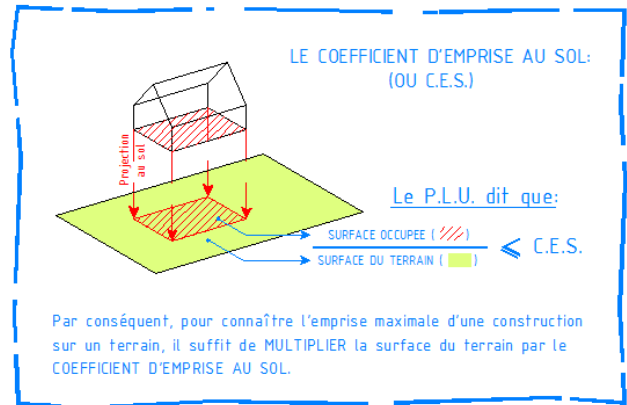 LE COEFFICIENT D'EMPRISE AU SOL:
(OU C.E.S.)
Projection
au sol
Le P.L.U. dit que:
SURFACE OCCUPEE ( )
SURFACE DU TERRAIN ( )
⩽ C.E.S.
Par conséquent, pour connaître l'emprise maximale d'une construction
sur un terrain, il suffit de MULTIPLIER la surface du terrain par le
COEFFICIENT D'EMPRISE AU SOL.